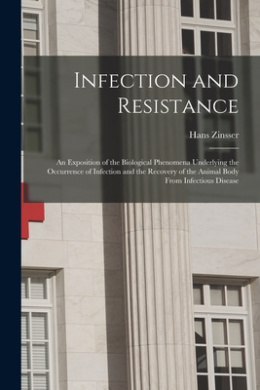 Infection and
Resistance
Hans Zinsser
An Exposition of the Biological Phenomena Underlying the
Occurrence of Infection and the Recovery of the Animal Body
From Infectious Disease